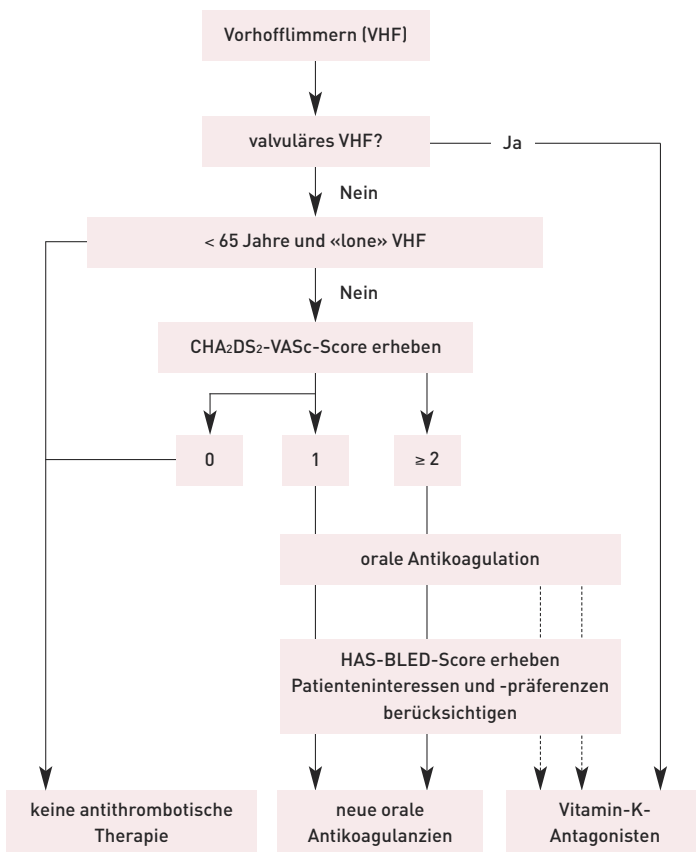 Vorhofflimmern (VHF)
valvuläres VHF?
Ja
Nein
< 65 Jahre und «lone» VHF
Nein
CHA₂DS₂-VASc-Score erheben
0
1
≥ 2
orale Antikoagulation
HAS-BLED-Score erheben
Patienteninteressen und -präferenzen
berücksichtigen
keine antithrombotische
Therapie
neue orale
Antikoagulanzien
Vitamin-K-
Antagonisten